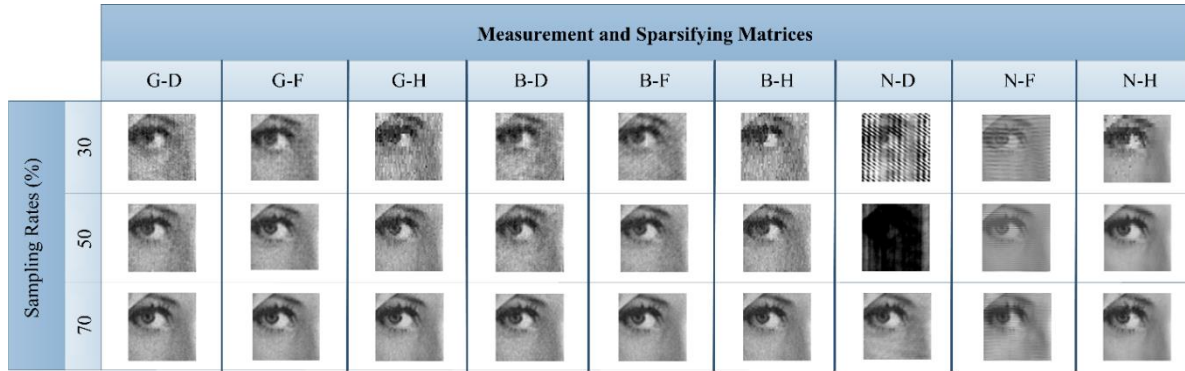 Measurement and Sparsifying Matrices
G-D G-F G-H B-D B-F B-H N-D N-F N-H
Sampling Rates (%)
30
50
70